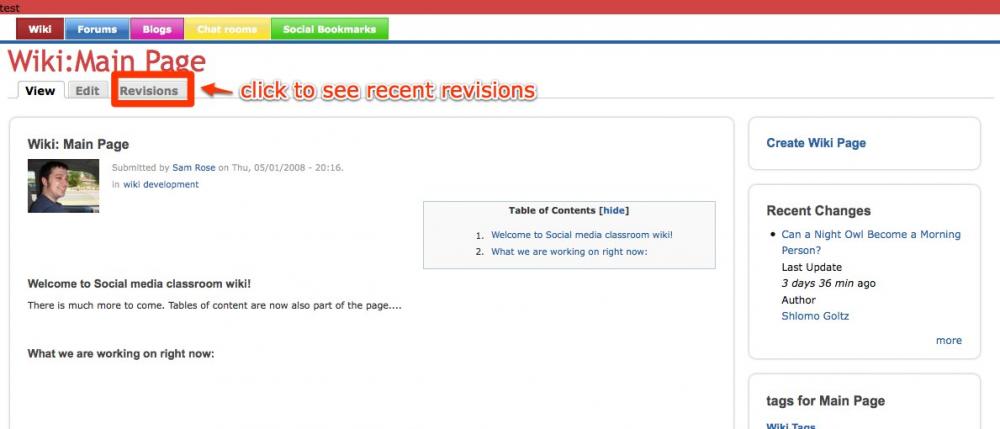 test
Wiki Forums Blogs Chat rooms Social Bookmarks
Wiki:Main Page
View Edit Revisions click to see recent revisions
Wiki: Main Page
Submitted by Sam Rose on Thu, 05/01/2008 - 20:16.
in wiki development
Table of Contents [hide]
1. Welcome to Social media classroom wiki!
2. What we are working on right now:
Welcome to Social media classroom wiki!
There is much more to come. Tables of content are now also part of the page....
What we are working on right now:
Create Wiki Page
Recent Changes
• Can a Night Owl Become a Morning
Person?
Last Update
3 days 36 min ago
Author
Shlomo Goltz
more
tags for Main Page
Wiki Tags